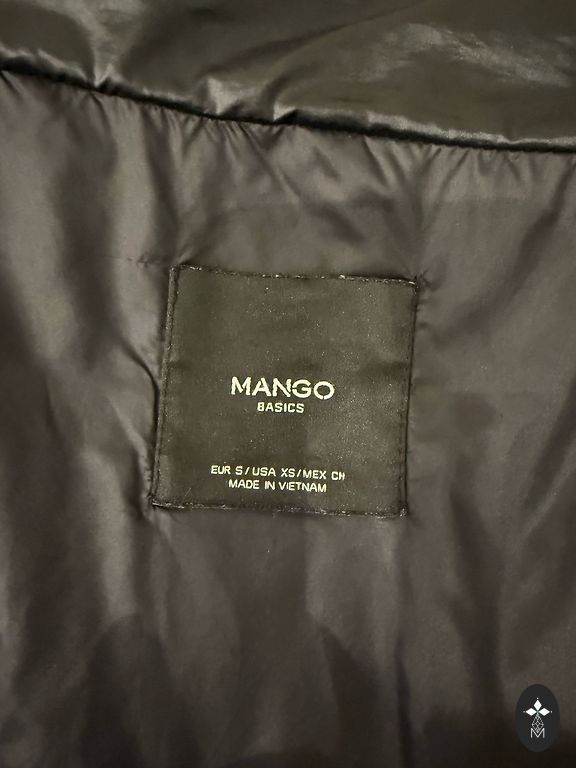 MANGO
BASICS
EUR S/USA XS/MEX CH
MADE IN VIETNAM
M